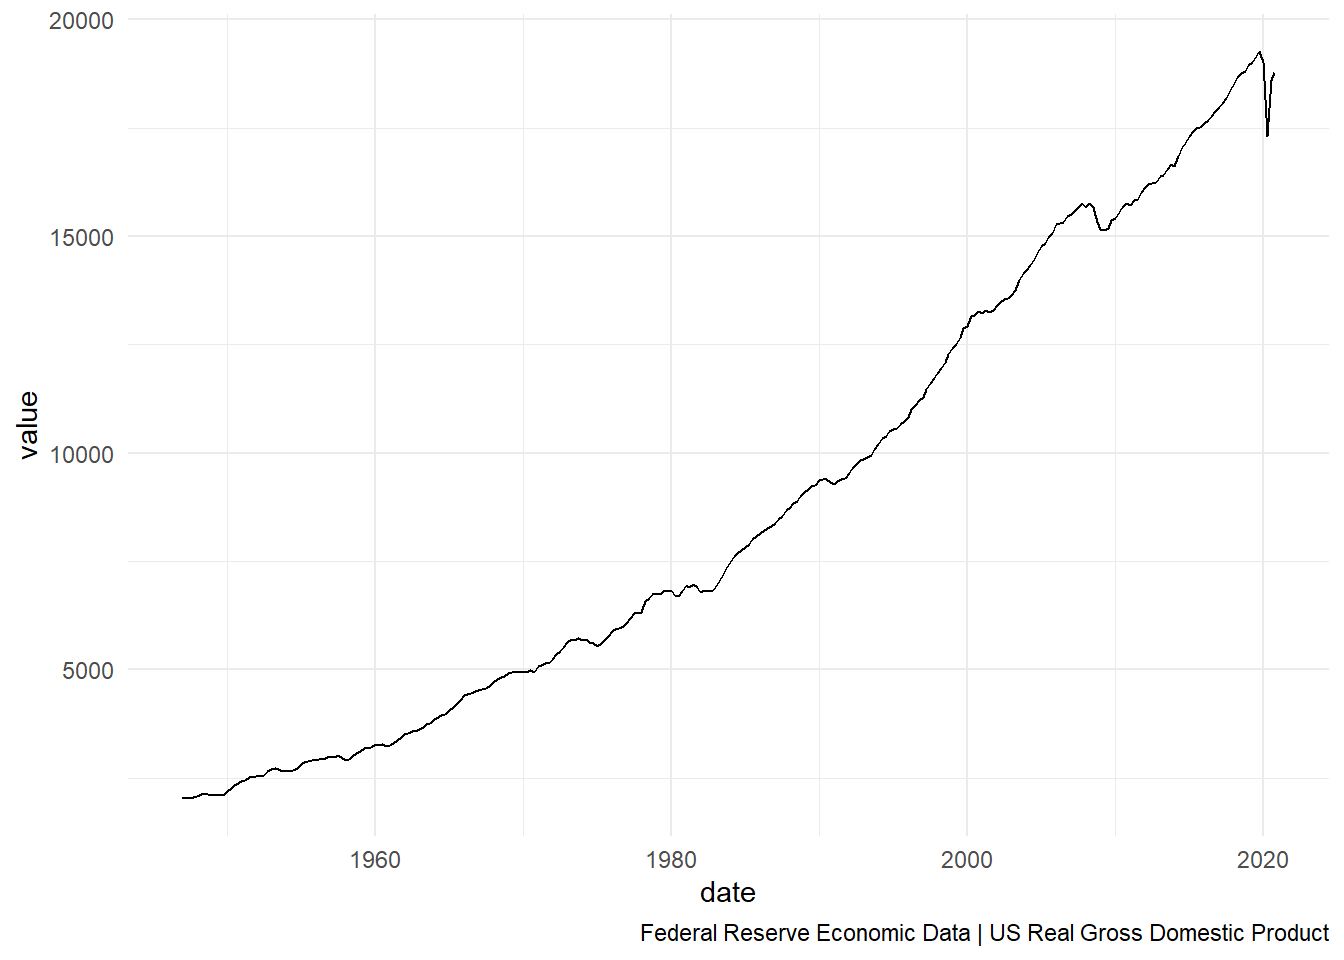 20000
15000
value
10000
5000
1960 1980 2000 2020
date
Federal Reserve Economic Data | US Real Gross Domestic Product